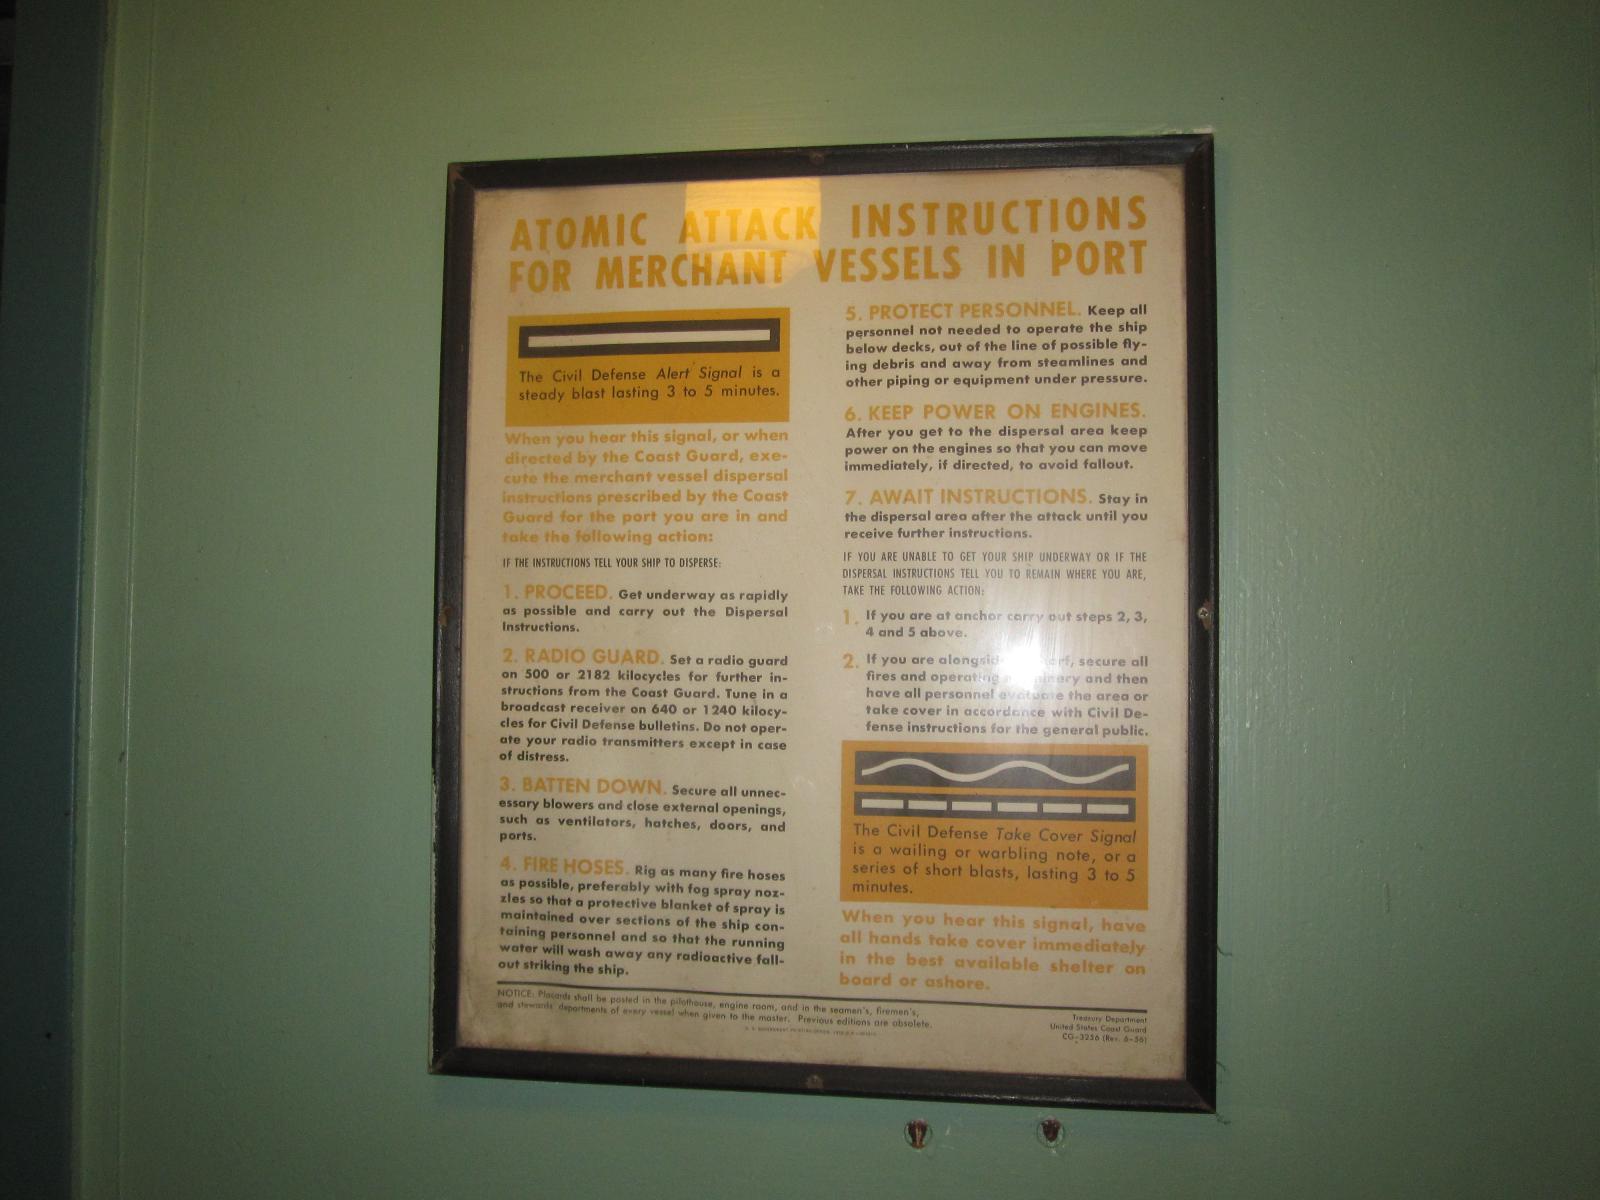 ATOMIC ATTACK INSTRUCTIONS
FOR MERCHANT VESSELS IN PORT
The Civil Defense Alert Signal is a
steady blast lasting 3 to 5 minutes.
When you hear this signal, or when
directed by the Coast Guard, exe-
cute the merchant vessel dispersal
instructions prescribed by the Coast
Guard for the port you are in and
take the following action:
IF THE INSTRUCTIONS TELL YOUR SHIP TO DISPERSE:
1. PROCEED. Get underway as rapidly
as possible and carry out the Dispersal
Instructions.
2. RADIO GUARD. Set a radio guard
on 500 or 2182 kilocycles for further in-
structions from the Coast Guard. Tune in a
broadcast receiver on 640 or 1240 kilocy-
cles for Civil Defense bulletins. Do not oper-
ate your radio transmitters except in case
of distress.
3. BATTEN DOWN. Secure all unnec-
essary blowers and close external openings,
such as ventilators, hatches, doors, and
ports.
4. FIRE HOSES. Rig as many fire hoses
as possible, preferably with fog spray noz-
zles so that a protective blanket of spray is
maintained over sections of the ship con-
taining personnel and so that the running
water will wash away any radioactive fall-
out striking the ship.
5. PROTECT PERSONNEL. Keep all
personnel not needed to operate the ship
below decks, out of the line of possible fly-
ing debris and away from steamlines and
other piping or equipment under pressure.
6. KEEP POWER ON ENGINES.
After you get to the dispersal area keep
power on the engines so that you can move
immediately, if directed, to avoid fallout.
7. AWAIT INSTRUCTIONS. Stay in
the dispersal area after the attack until you
receive further instructions.
IF YOU ARE UNABLE TO GET YOUR SHIP UNDERWAY OR IF THE
DISPERSAL INSTRUCTIONS TELL YOU TO REMAIN WHERE YOU ARE,
TAKE THE FOLLOWING ACTION:
1. If you are at anchor carry out steps 2, 3,
4 and 5 above.
2. If you are alongside secure all
fires and operating and then
have all personnel evacuate the area or
take cover in accordance with Civil De-
fense instructions for the general public.
The Civil Defense Take Cover Signal
is a wailing or warbling note, or a
series of short blasts, lasting 3 to 5
minutes.
When you hear this signal, have
all hands take cover immediately
in the best available shelter on
board or ashore.
NOTICE: Placards shall be posted in the pilothouse, engine room, and in the seamen's, firemen's,
and stewards' departments of every vessel when given to the master. Previous editions are obsolete.
Treasury Department
United States Coast Guard
CG-3256 (Rev. 6-56)